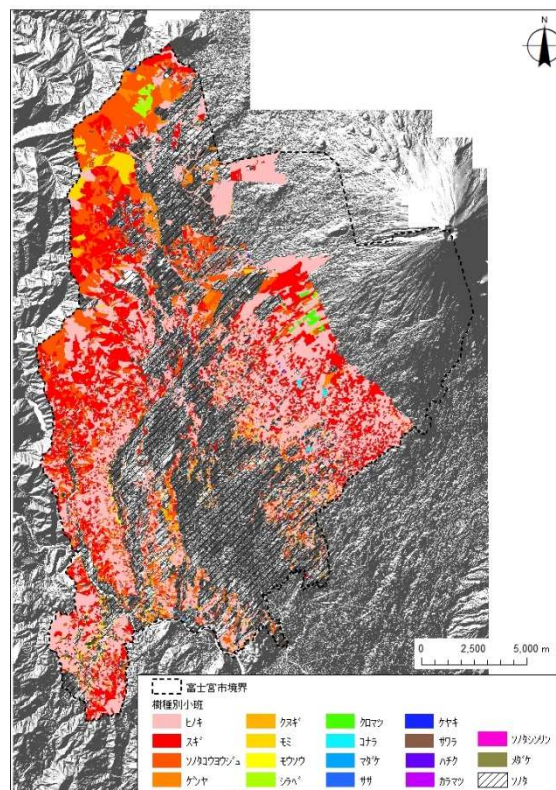 N
0 2,500 5,000 m
富士宮市境界
樹種別小班
ヒノキ クヌギ クロマツ ケヤキ
スギ モミ コナラ サワラ ソノタシンリン
ソノタコウヨウジュ モウソウ マダケ ハチク メダケ
ゲンヤ シラベ ササ カラマツ ソノタ